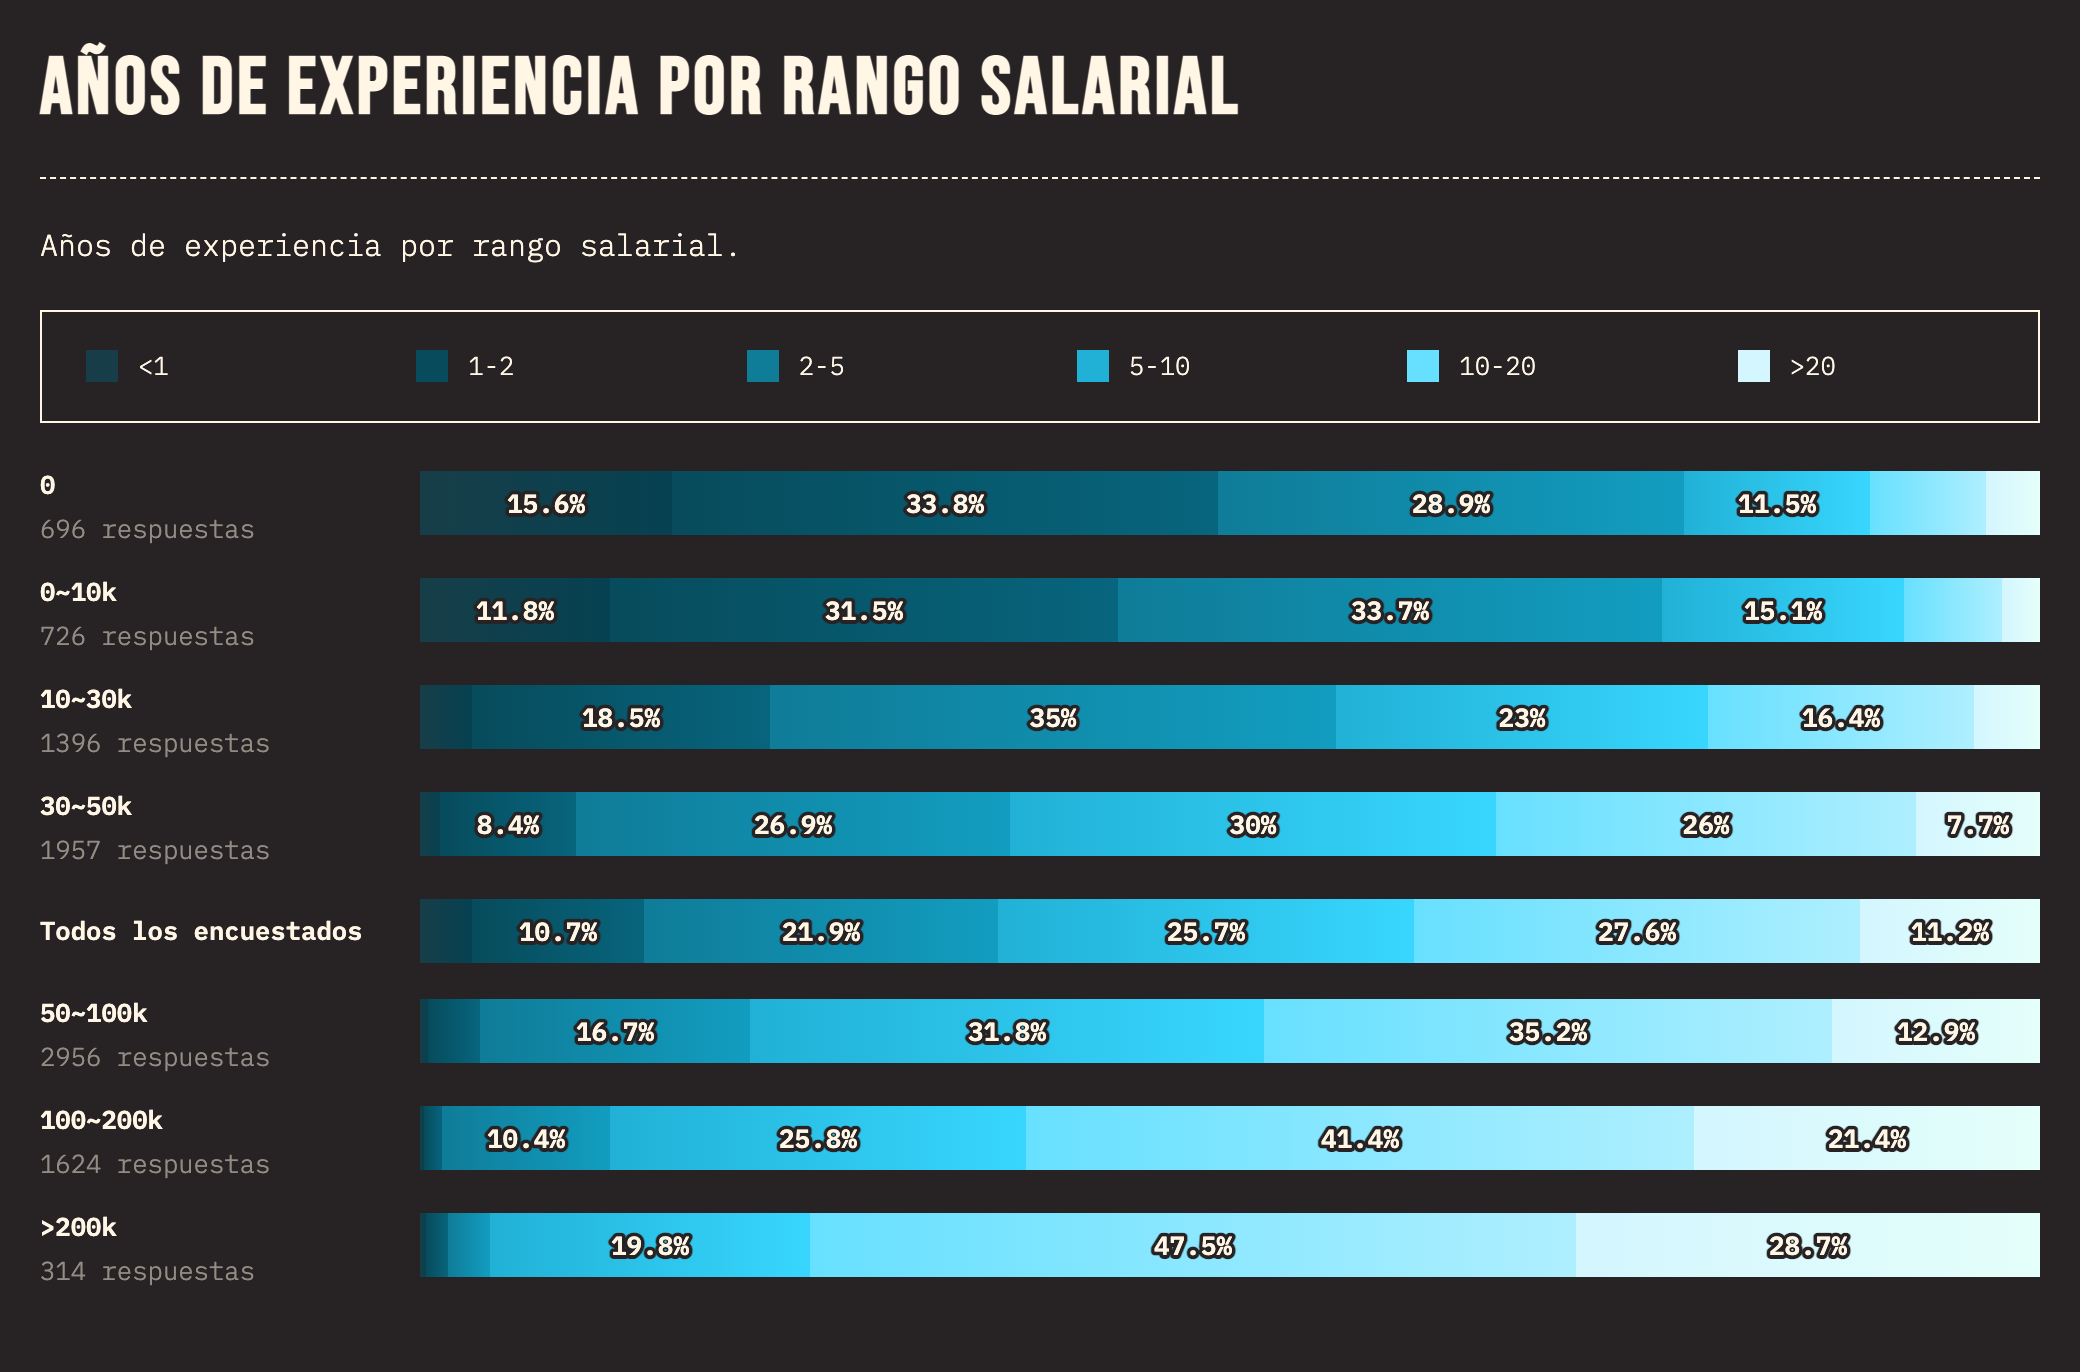 AÑOS DE EXPERIENCIA POR RANGO SALARIAL
Años de experiencia por rango salarial.
<1 1-2 2-5 5-10 10-20 >20
0
696 respuestas
15.6% 33.8% 28.9% 11.5%
0~10k
726 respuestas
11.8% 31.5% 33.7% 15.1%
10~30k
1396 respuestas
18.5% 35% 23% 16.4%
30~50k
1957 respuestas
8.4% 26.9% 30% 26% 7.7%
Todos los encuestados
10.7% 21.9% 25.7% 27.6% 11.2%
50~100k
2956 respuestas
16.7% 31.8% 35.2% 12.9%
100~200k
1624 respuestas
10.4% 25.8% 41.4% 21.4%
>200k
314 respuestas
19.8% 47.5% 28.7%